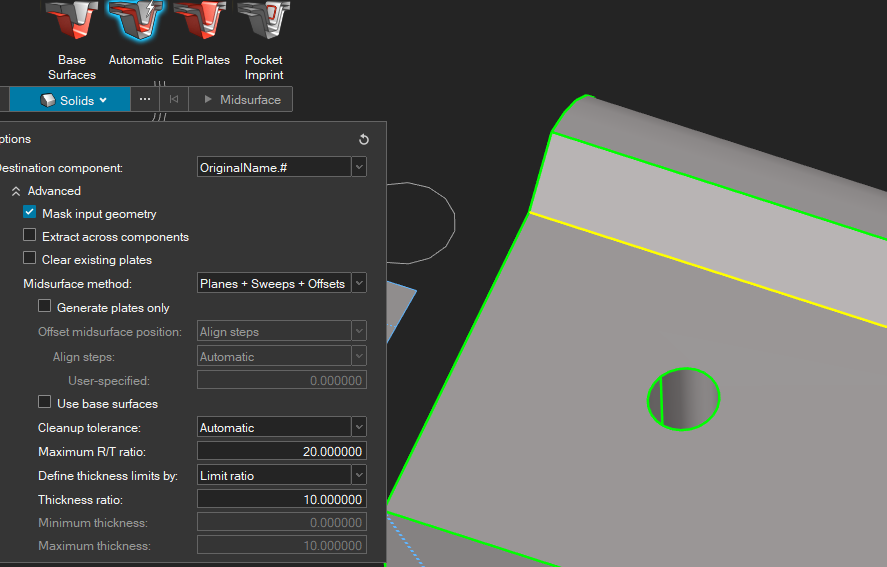 Base Surfaces
Automatic
Edit Plates
Pocket Imprint
Solids
Midsurface
ptions
Destination component:
OriginalName.#
Advanced
Mask input geometry
Extract across components
Clear existing plates
Midsurface method:
Planes + Sweeps + Offsets
Generate plates only
Offset midsurface position:
Align steps
Align steps:
Automatic
User-specified:
0.000000
Use base surfaces
Cleanup tolerance:
Automatic
Maximum R/T ratio:
20.000000
Define thickness limits by:
Limit ratio
Thickness ratio:
10.000000
Minimum thickness:
0.000000
Maximum thickness:
10.000000